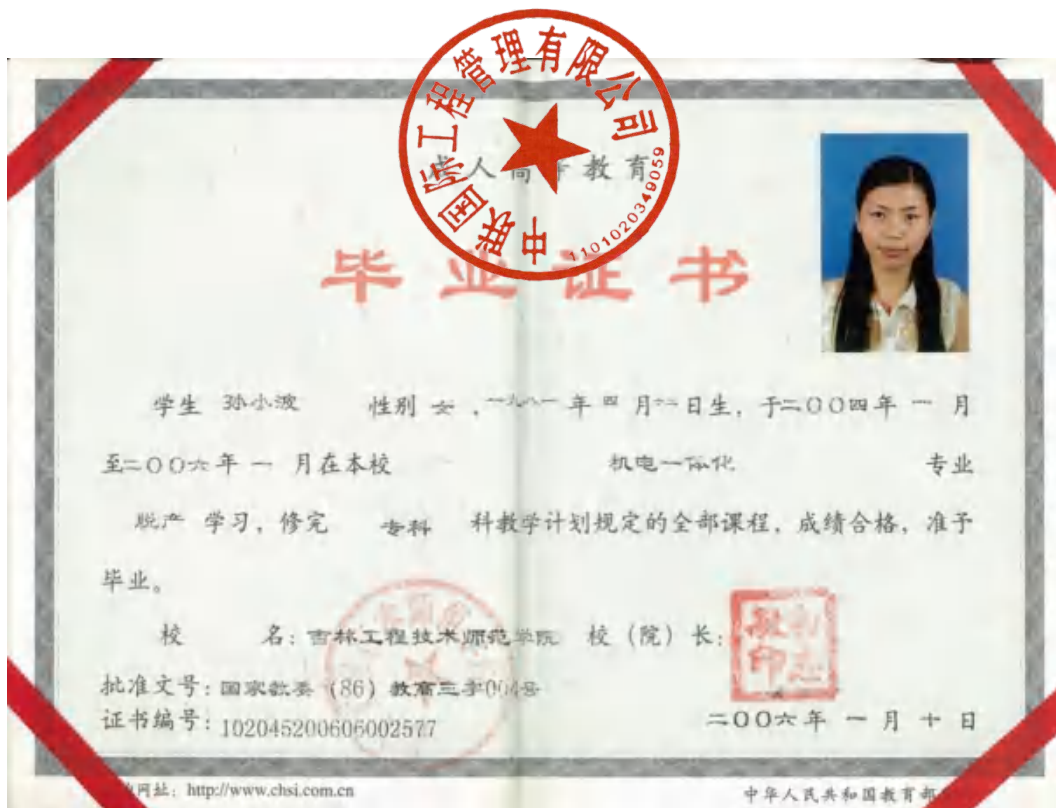 中联国际工程管理有限公司
1101020349059
成人高等教育
毕业证书
学生 孙小波 性别 女，一九八一年 四 月十二日生，于二〇〇四年 一 月
至二〇〇六年 一 月在本校 机电一体化 专业
脱产 学习，修完 专科 科教学计划规定的全部课程，成绩合格，准予
毕业。
校 名：吉林工程技术师范学院 校（院）长：
批准文号：国家教委（86）教高三字004号
证书编号：102045200606002577
二〇〇六年 一 月 十 日
网址：http://www.chsi.com.cn
中华人民共和国教育部